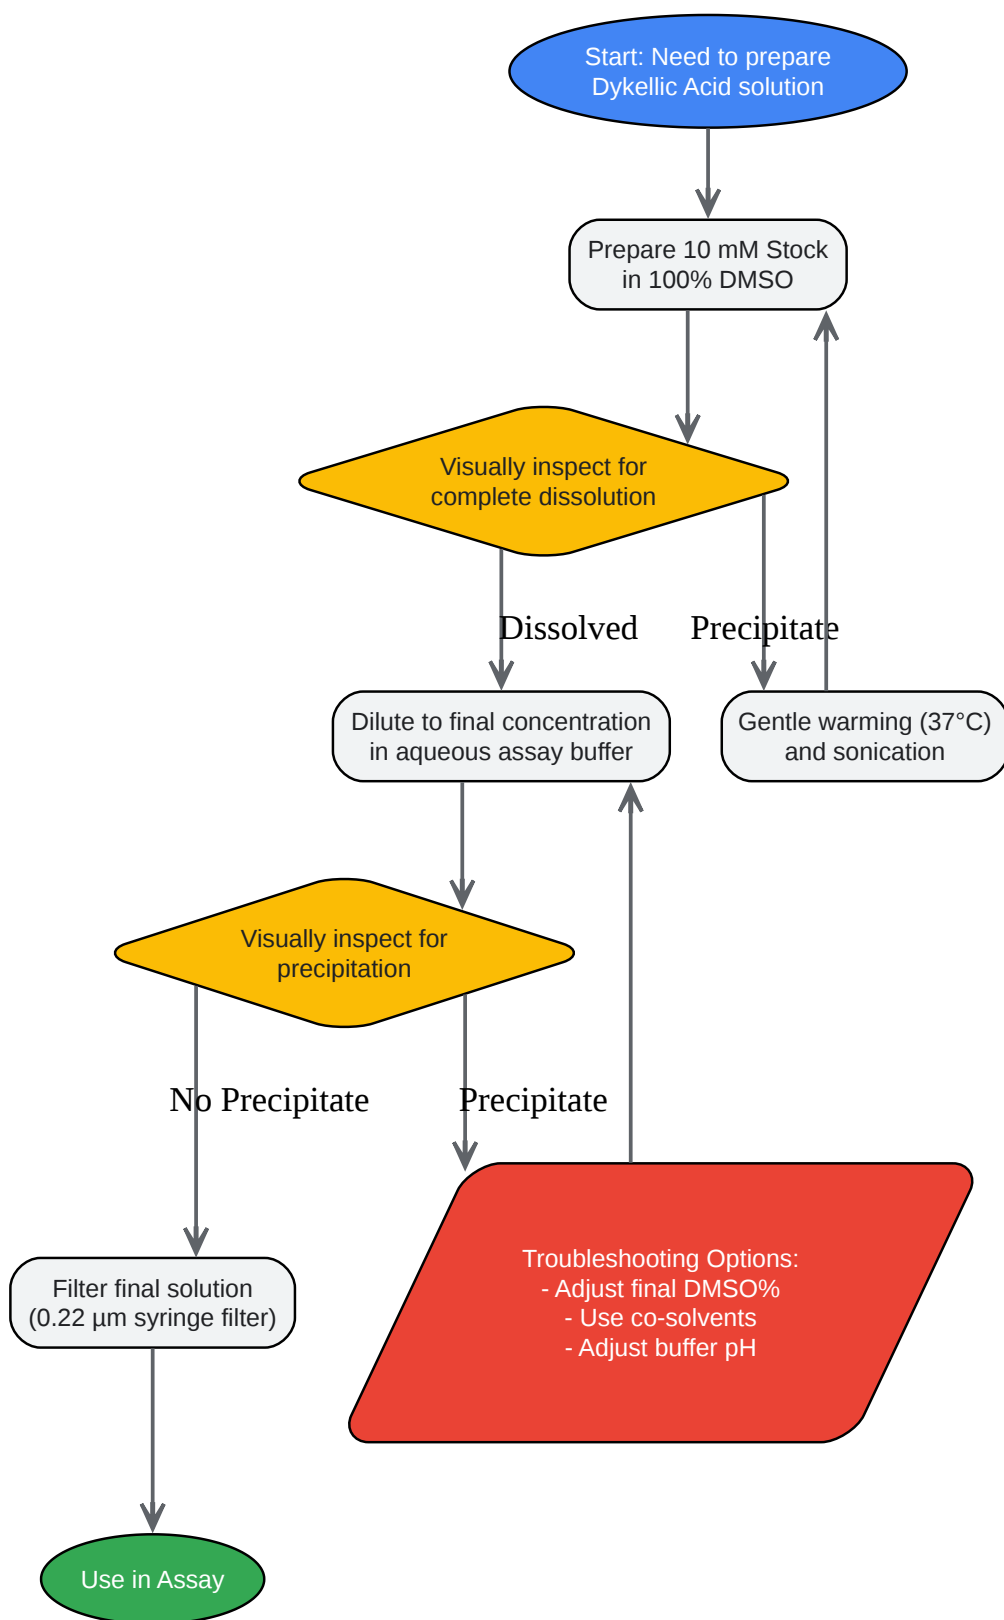 Start: Need to prepare
Dykellic Acid solution
Prepare 10 mM Stock
in 100% DMSO
Visually inspect for
complete dissolution
Dissolved
Precipitate
Dilute to final concentration
in aqueous assay buffer
Gentle warming (37°C)
and sonication
Visually inspect for
precipitation
No Precipitate
Precipitate
Troubleshooting Options:
- Adjust final DMSO%
- Use co-solvents
- Adjust buffer pH
Filter final solution
(0.22 µm syringe filter)
Use in Assay